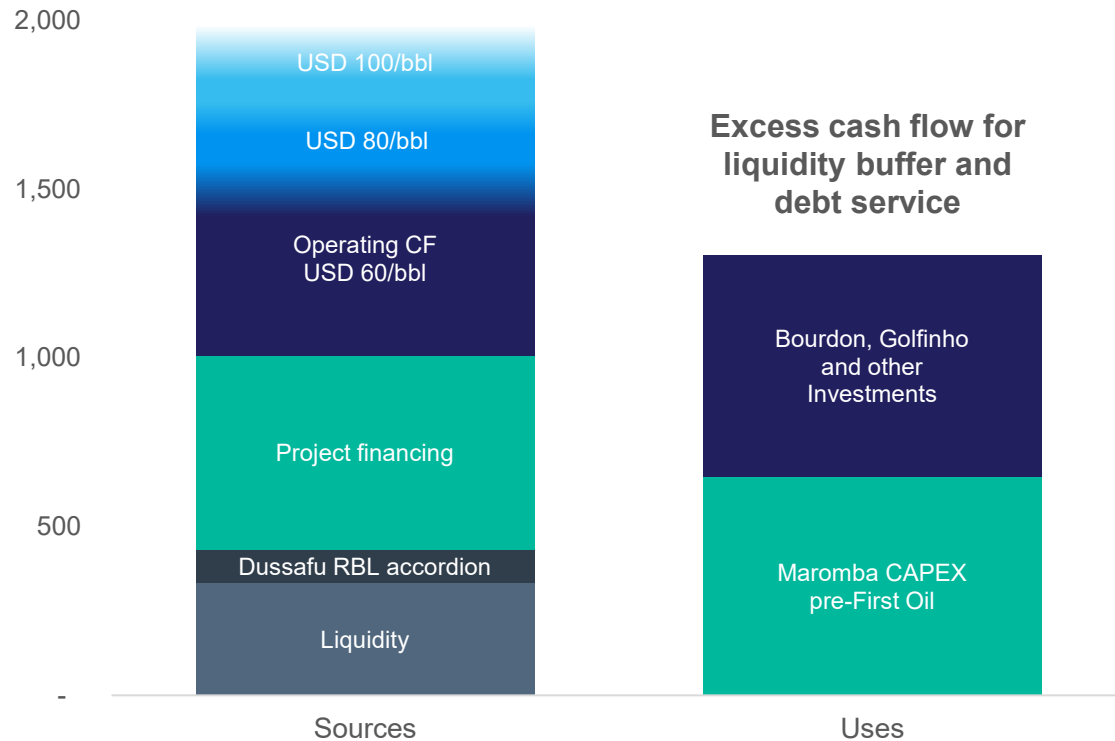 2,000
1,500
1,000
500
-
USD 100/bbl
USD 80/bbl
Operating CF
USD 60/bbl
Project financing
Dussafu RBL accordion
Liquidity
Excess cash flow for
liquidity buffer and
debt service
Bourdon, Golfinho
and other
Investments
Maromba CAPEX
pre-First Oil
Sources
Uses